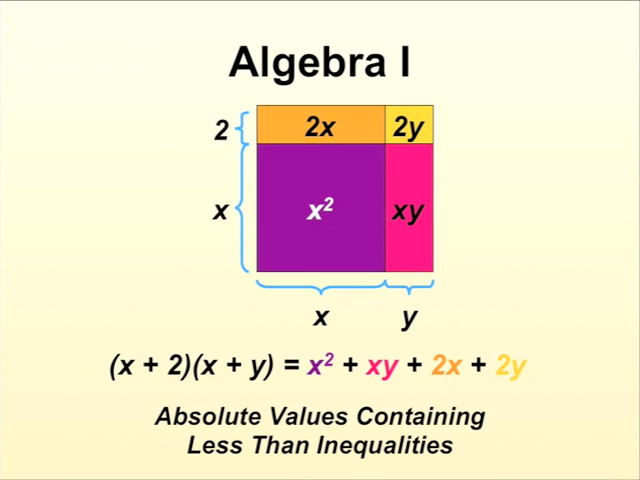 Algebra I
2 2x 2y
x x² xy
x y
(x + 2)(x + y) = x² + xy + 2x + 2y
Absolute Values Containing
Less Than Inequalities